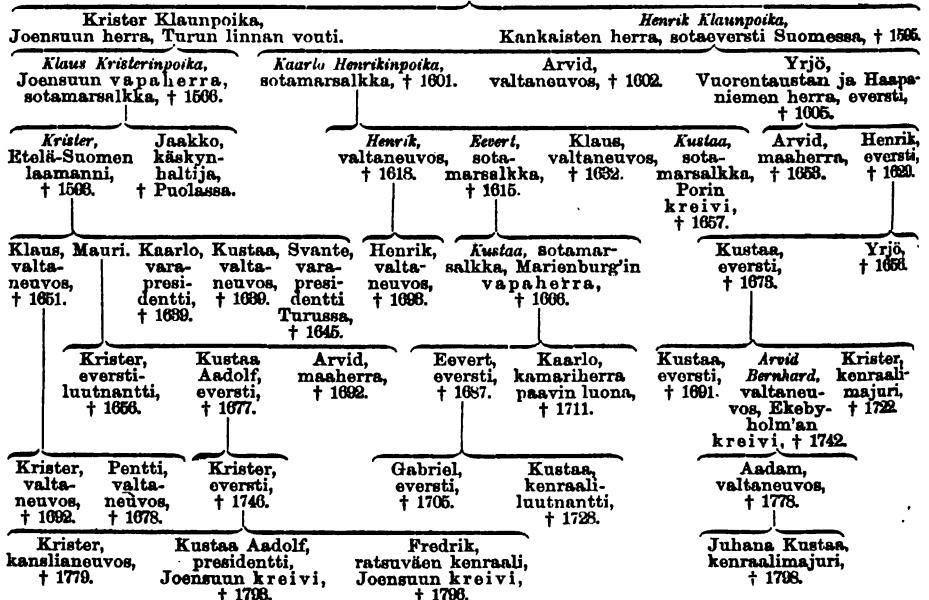 Krister Klaunpoika,
Joensuun herra, Turun linnan vouti.
Henrik Klaunpoika,
Kankaisten herra, sotaeversti Suomessa, † 1595.
Klaus Kristerinpoika,
Joensuun vapaherra,
sotamarsalkka, † 1566.
Kaarlo Henrikinpoika,
sotamarsalkka, † 1601.
Arvid,
valtaneuvos, † 1602.
Yrjö,
Vuorentaustan ja Haapa-
niemen herra, eversti,
† 1605.
Krister,
Etelä-Suomen
laamanni,
Jaakko,
käskyn-
haltija,
† Puolassa.
Henrik,
valtaneuvos,
† 1618.
Eevert,
sota-
marsalkka,
† 1615.
Klaus,
valtaneuvos,
† 1632.
Kustaa,
sota-
marsalkka,
Porin
kreivi,
† 1657.
Arvid,
maaherra,
† 1653.
Henrik,
eversti,
† 1629.
Klaus,
valta-
neuvos,
† 1651.
Mauri.
Kaarlo,
vara-
presi-
dentti,
† 1639.
Kustaa,
valta-
neuvos,
† 1689.
Svante,
vara-
presi-
dentti
Turussa,
† 1645.
Henrik,
valta-
neuvos,
† 1693.
Kustaa, sotamar-
salkka, Marienburg'in
vapaherra,
† 1666.
Kustaa,
eversti,
† 1673.
Yrjö,
† 1656.
Krister,
eversti-
luutnantti,
† 1656.
Kustaa
Aadolf,
eversti,
† 1677.
Arvid,
maaherra,
† 1692.
Eevert,
eversti,
† 1687.
Kaarlo,
kamariherra
paavin luona,
† 1711.
Kustaa,
eversti,
† 1691.
Arvid
Bernhard,
valtaneu-
vos, Ekeby-
holm'an
kreivi, † 1742.
Krister,
kenraali-
majuri,
† 1722.
Krister,
valta-
neuvos,
† 1692.
Pentti,
valta-
neuvos,
† 1678.
Krister,
eversti,
† 1746.
Gabriel,
eversti,
† 1705.
Kustaa,
kenraali-
luutnantti,
† 1728.
Aadam,
valtaneuvos,
† 1778.
Krister,
kanslianeuvos,
† 1779.
Kustaa Aadolf,
presidentti,
Joensuun kreivi,
† 1793.
Fredrik,
ratsuväen kenraali,
Joensuun kreivi,
† 1796.
Juhana Kustaa,
kenraalimajuri,
† 1798.